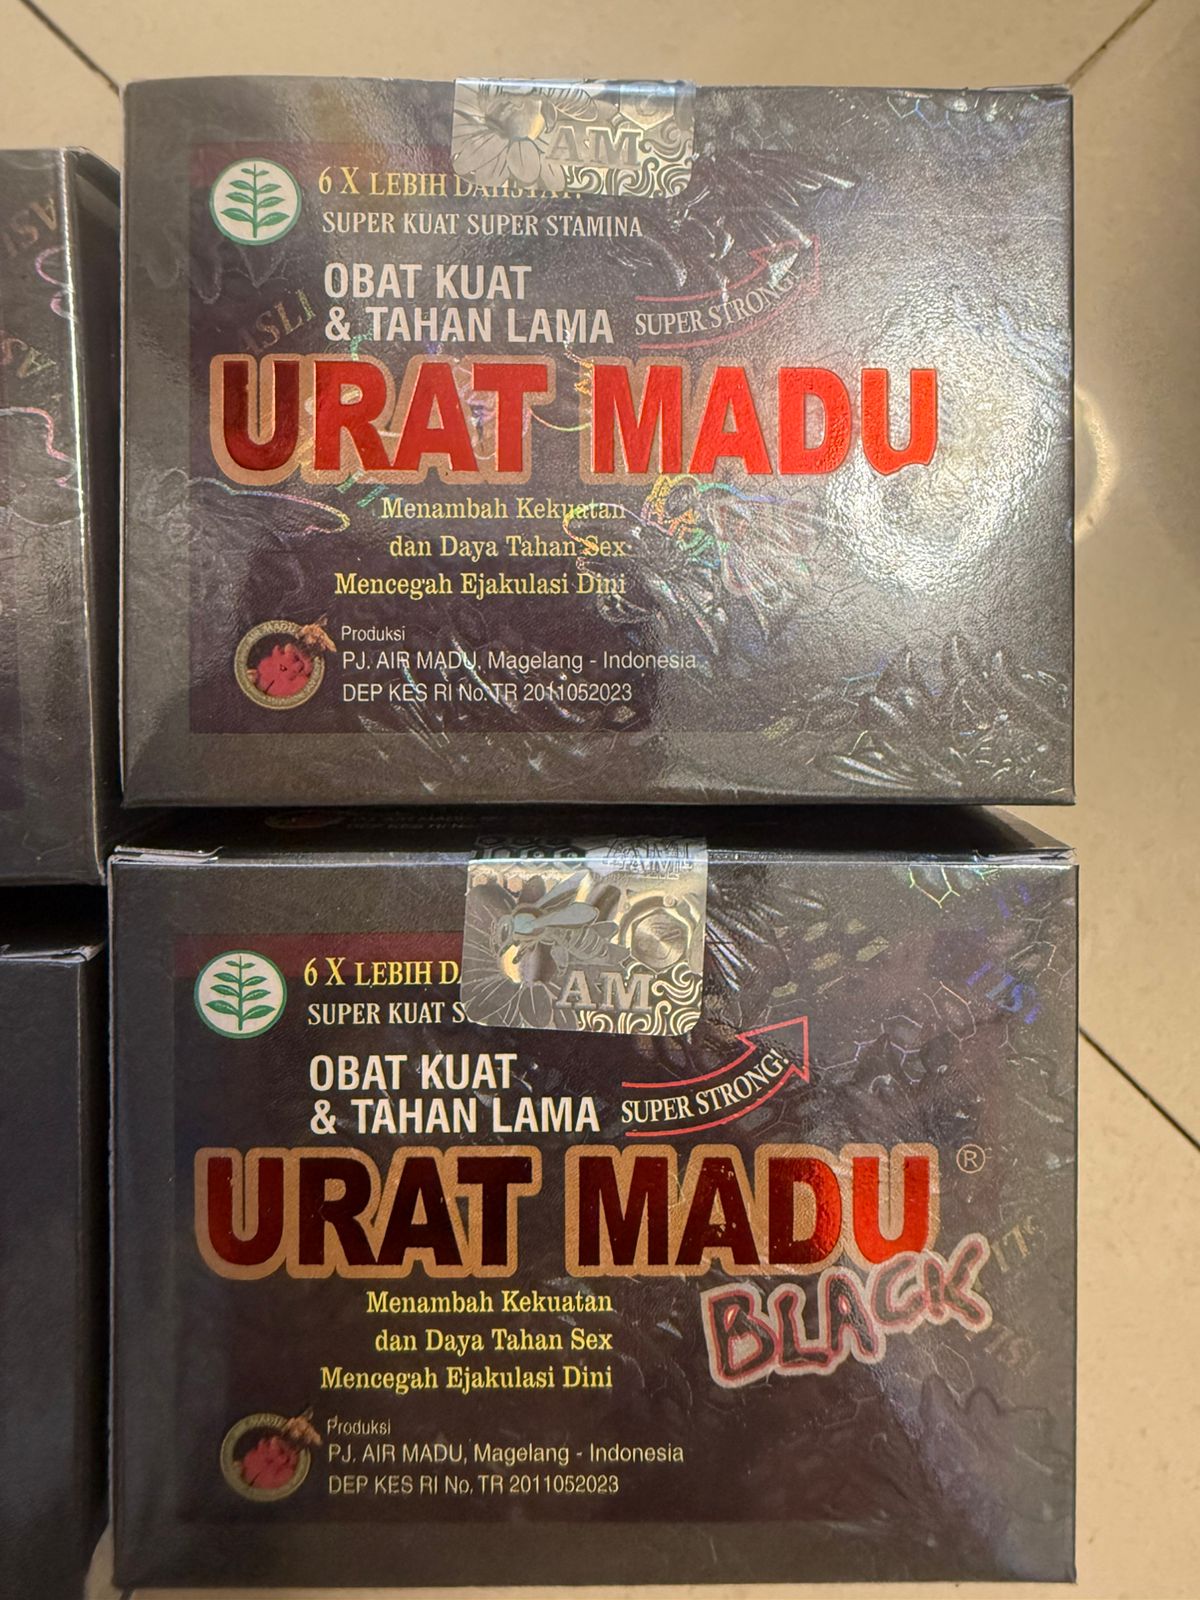 AM
6 X LEBIH DAHSYAT!
SUPER KUAT SUPER STAMINA
OBAT KUAT
& TAHAN LAMA
SUPER STRONG!
ASLI
URAT MADU
Menambah Kekuatan
dan Daya Tahan Sex
Mencegah Ejakulasi Dini
Produksi
PJ. AIR MADU, Magelang - Indonesia
DEP KES RI No. TR 2011052023
AM
AM
6 X LEBIH
SUPER KUAT
OBAT KUAT
& TAHAN LAMA
SUPER STRONG!
URAT MADU ®
BLACK
Menambah Kekuatan
dan Daya Tahan Sex
Mencegah Ejakulasi Dini
Produksi
PJ. AIR MADU, Magelang - Indonesia
DEP KES RI No. TR 2011052023